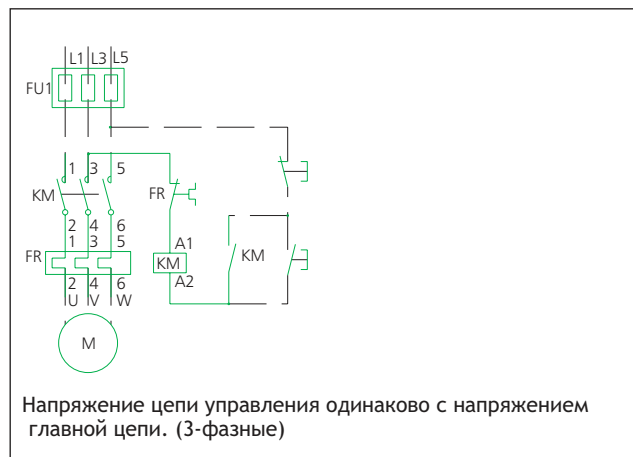 L1 L3 L5
FU1
1 3 5
KM FR
2 4 6
1 3 5
A1
FR KM KM
A2
2 4 6
U V W
M
Напряжение цепи управления одинаково с напряжением
главной цепи. (3-фазные)